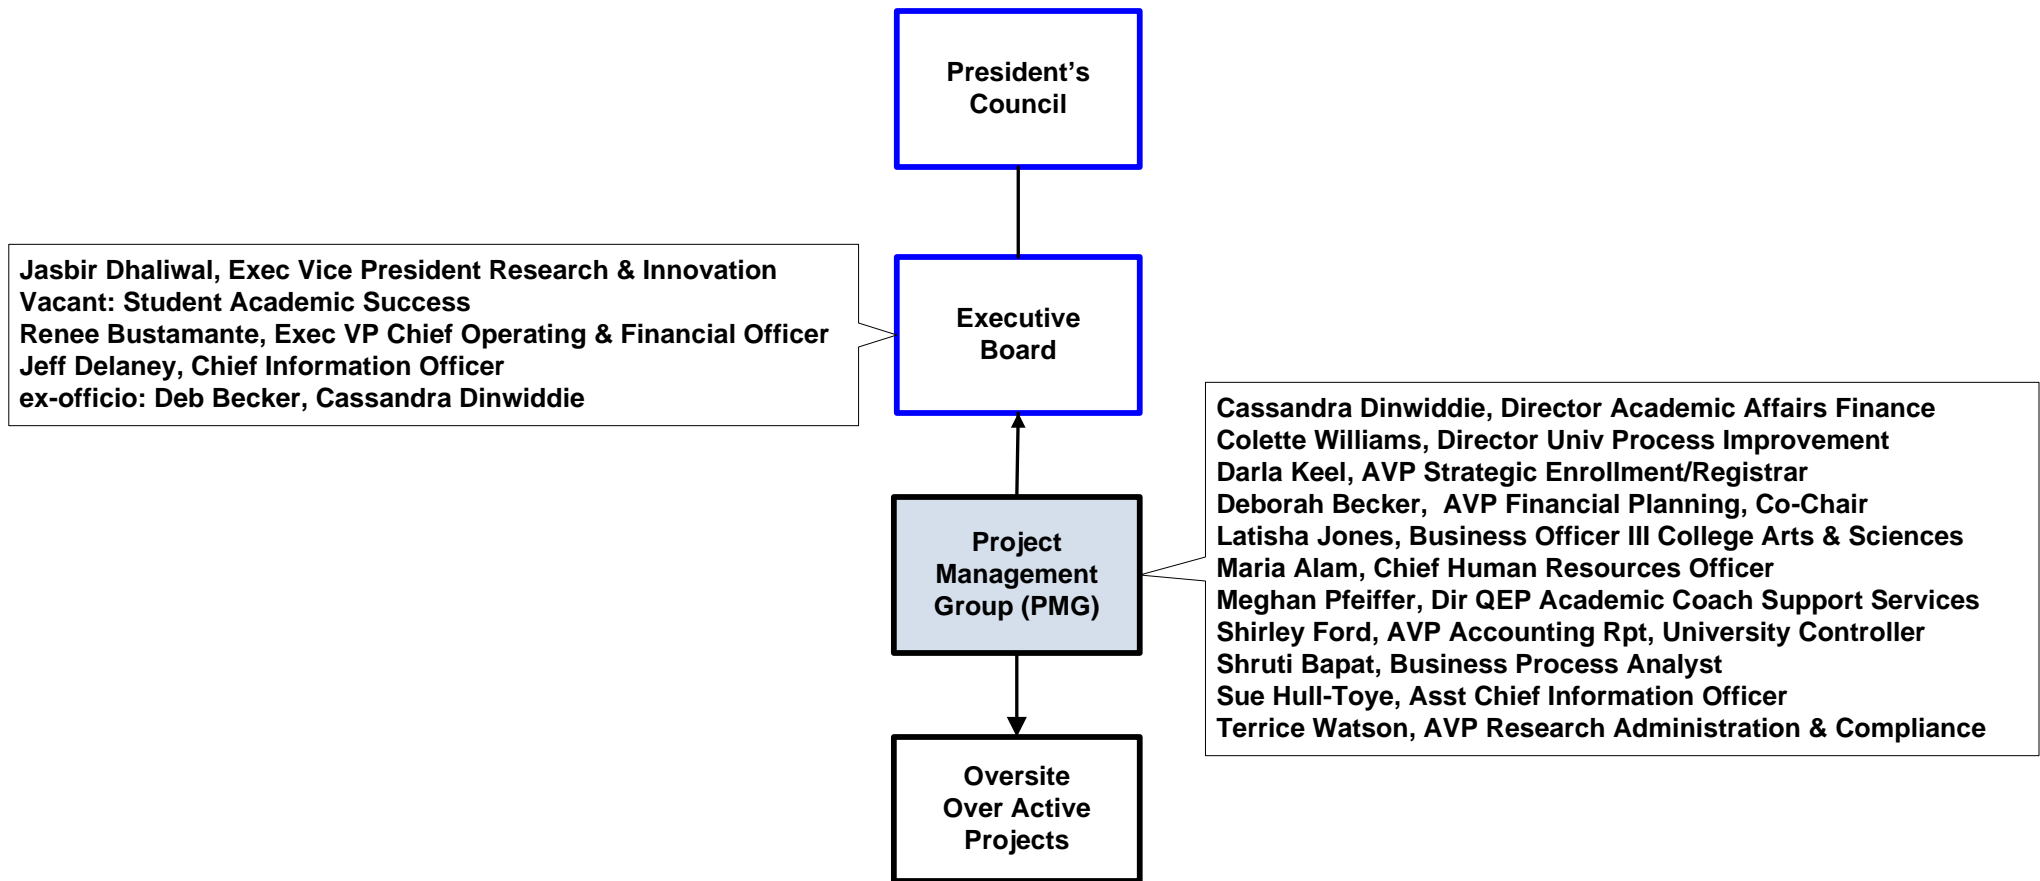 President’s
Council
Jasbir Dhaliwal, Exec Vice President Research & Innovation
Vacant: Student Academic Success
Renee Bustamante, Exec VP Chief Operating & Financial Officer
Jeff Delaney, Chief Information Officer
ex-officio: Deb Becker, Cassandra Dinwiddie
Executive
Board
Cassandra Dinwiddie, Director Academic Affairs Finance
Colette Williams, Director Univ Process Improvement
Darla Keel, AVP Strategic Enrollment/Registrar
Deborah Becker,  AVP Financial Planning, Co-Chair
Latisha Jones, Business Officer III College Arts & Sciences
Maria Alam, Chief Human Resources Officer
Meghan Pfeiffer, Dir QEP Academic Coach Support Services
Shirley Ford, AVP Accounting Rpt, University Controller
Shruti Bapat, Business Process Analyst
Sue Hull-Toye, Asst Chief Information Officer
Terrice Watson, AVP Research Administration & Compliance
Project
Management
Group (PMG)
Oversite
Over Active
Projects